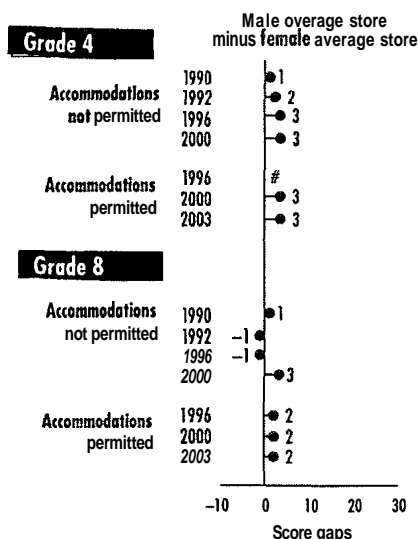 Male overage store
minus female average store
Grade 4
Accommodations
not permitted
1990 1
1992 2
1996 3
2000 3
Accommodations
permitted
1996 #
2000 3
2003 3
Grade 8
Accommodations
not permitted
1990 1
1992 −1
1996 −1
2000 3
Accommodations
permitted
1996 2
2000 2
2003 2
−10 0 10 20 30
Score gaps